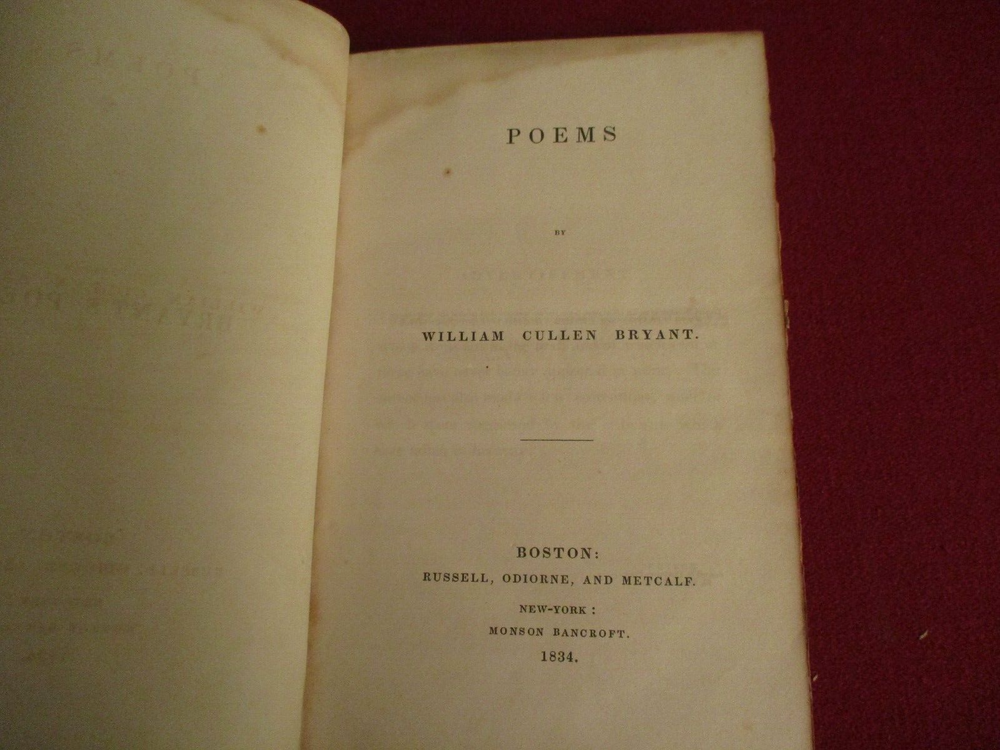 POEMS
BY
WILLIAM CULLEN BRYANT.
BOSTON:
RUSSELL, ODIORNE, AND METCALF.
NEW-YORK :
MONSON BANCROFT.
1834.